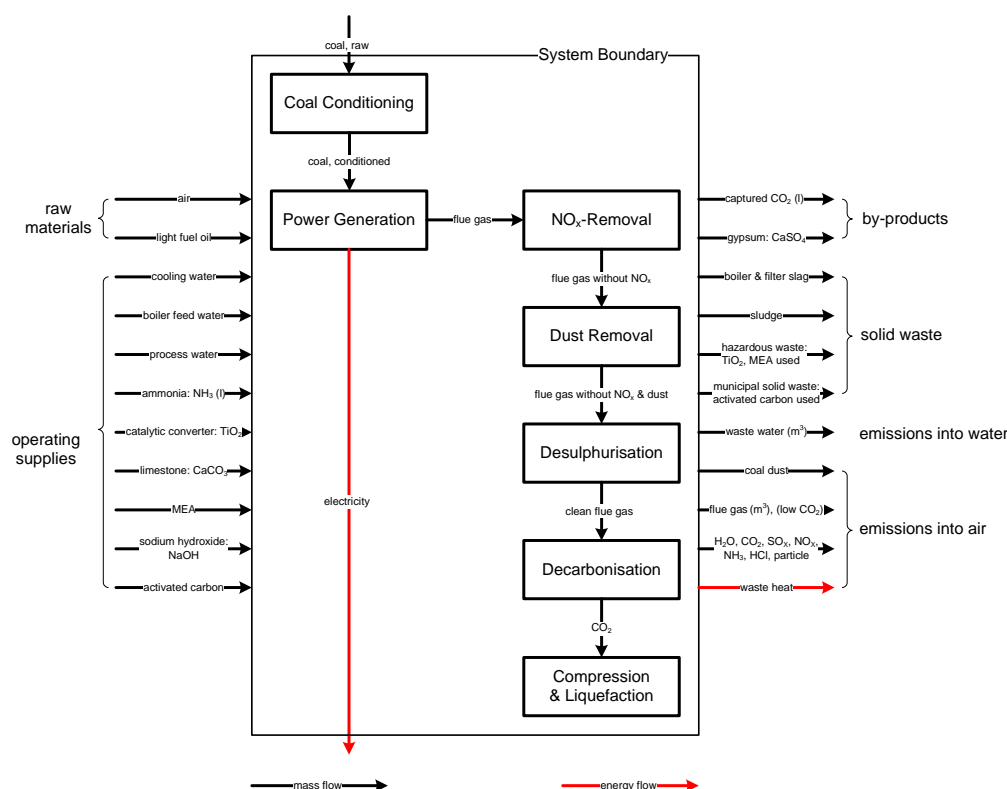 coal, raw
System Boundary
Coal Conditioning
coal, conditioned
raw
materials
air
light fuel oil
Power Generation
flue gas
NOₓ-Removal
captured CO₂ (l)
gypsum: CaSO₄
by-products
operating
supplies
cooling water
boiler feed water
process water
ammonia: NH₃ (l)
catalytic converter: TiO₂
limestone: CaCO₃
MEA
sodium hydroxide:
NaOH
activated carbon
electricity
flue gas without NOₓ
Dust Removal
flue gas without NOₓ & dust
Desulphurisation
clean flue gas
Decarbonisation
CO₂
Compression
& Liquefaction
boiler & filter slag
sludge
hazardous waste:
TiO₂, MEA used
municipal solid waste:
activated carbon used
solid waste
waste water (m³)
emissions into water
coal dust
flue gas (m³), (low CO₂)
H₂O, CO₂, SOX, NOX,
NH₃, HCl, particle
waste heat
emissions into air
mass flow
energy flow